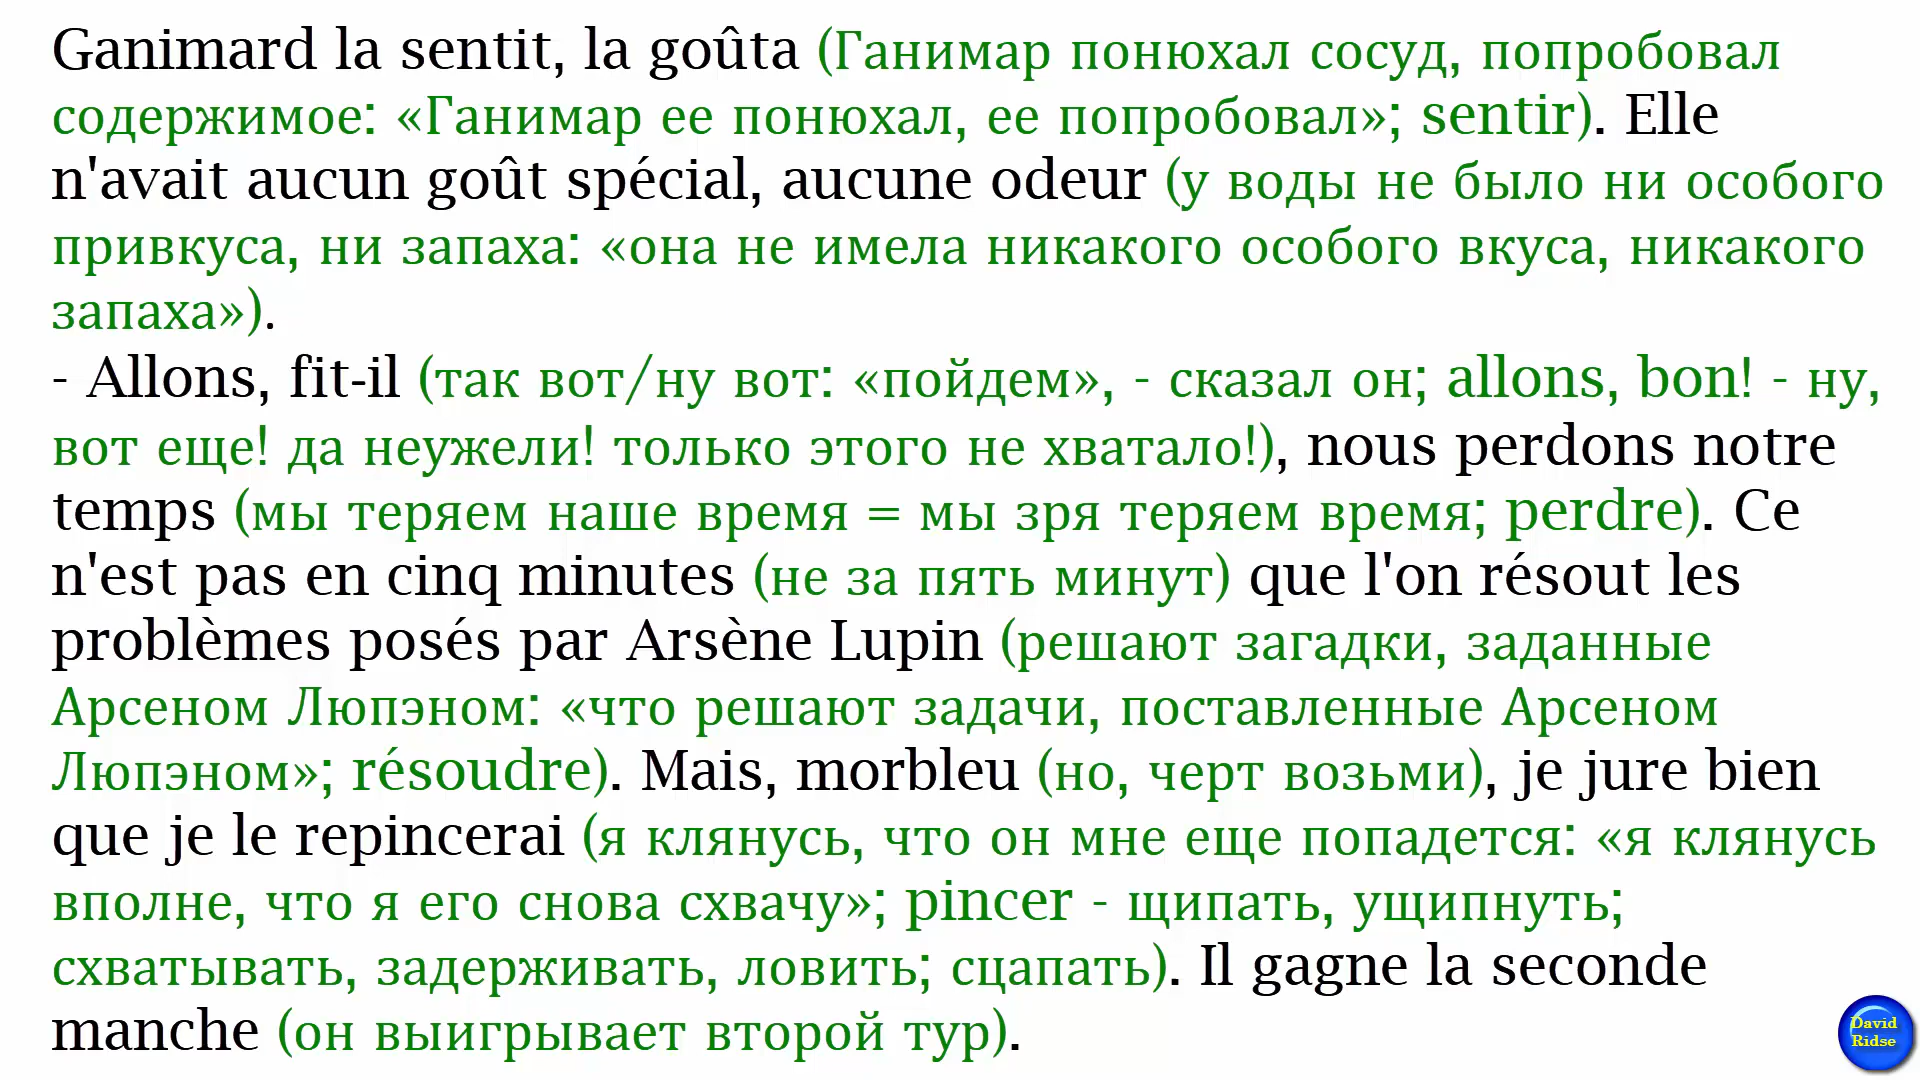 Ganimard la sentit, la goûta (Ганимар понюхал сосуд, попробовал
содержимое: «Ганимар ее понюхал, ее попробовал»; sentir). Elle
n'avait aucun goût spécial, aucune odeur (у воды не было ни особого
привкуса, ни запаха: «она не имела никакого особого вкуса, никакого
запаха»).
- Allons, fit-il (так вот/ну вот: «пойдем», - сказал он; allons, bon! - ну,
вот еще! да неужели! только этого не хватало!), nous perdons notre
temps (мы теряем наше время = мы зря теряем время; perdre). Ce
n'est pas en cinq minutes (не за пять минут) que l'on résout les
problèmes posés par Arsène Lupin (решают загадки, заданные
Арсеном Люпэном: «что решают задачи, поставленные Арсеном
Люпэном»; résoudre). Mais, morbleu (но, черт возьми), je jure bien
que je le repincerai (я клянусь, что он мне еще попадется: «я клянусь
вполне, что я его снова схвачу»; pincer - щипать, ущипнуть;
схватывать, задерживать, ловить; сцапать). Il gagne la seconde
manche (он выигрывает второй тур).
David
Ridse